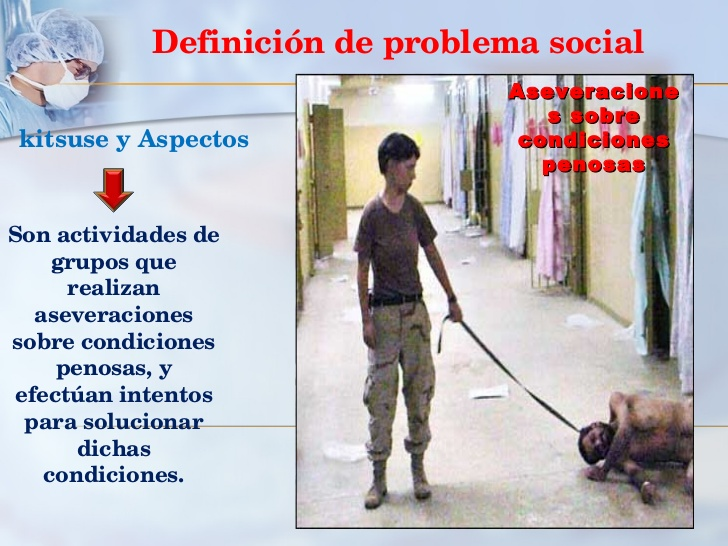 Definición de problema social
kitsuse y Aspectos
Son actividades de
grupos que
realizan
aseveraciones
sobre condiciones
penosas, y
efectúan intentos
para solucionar
dichas
condiciones.
Aseveracione
s sobre
condiciones
penosas